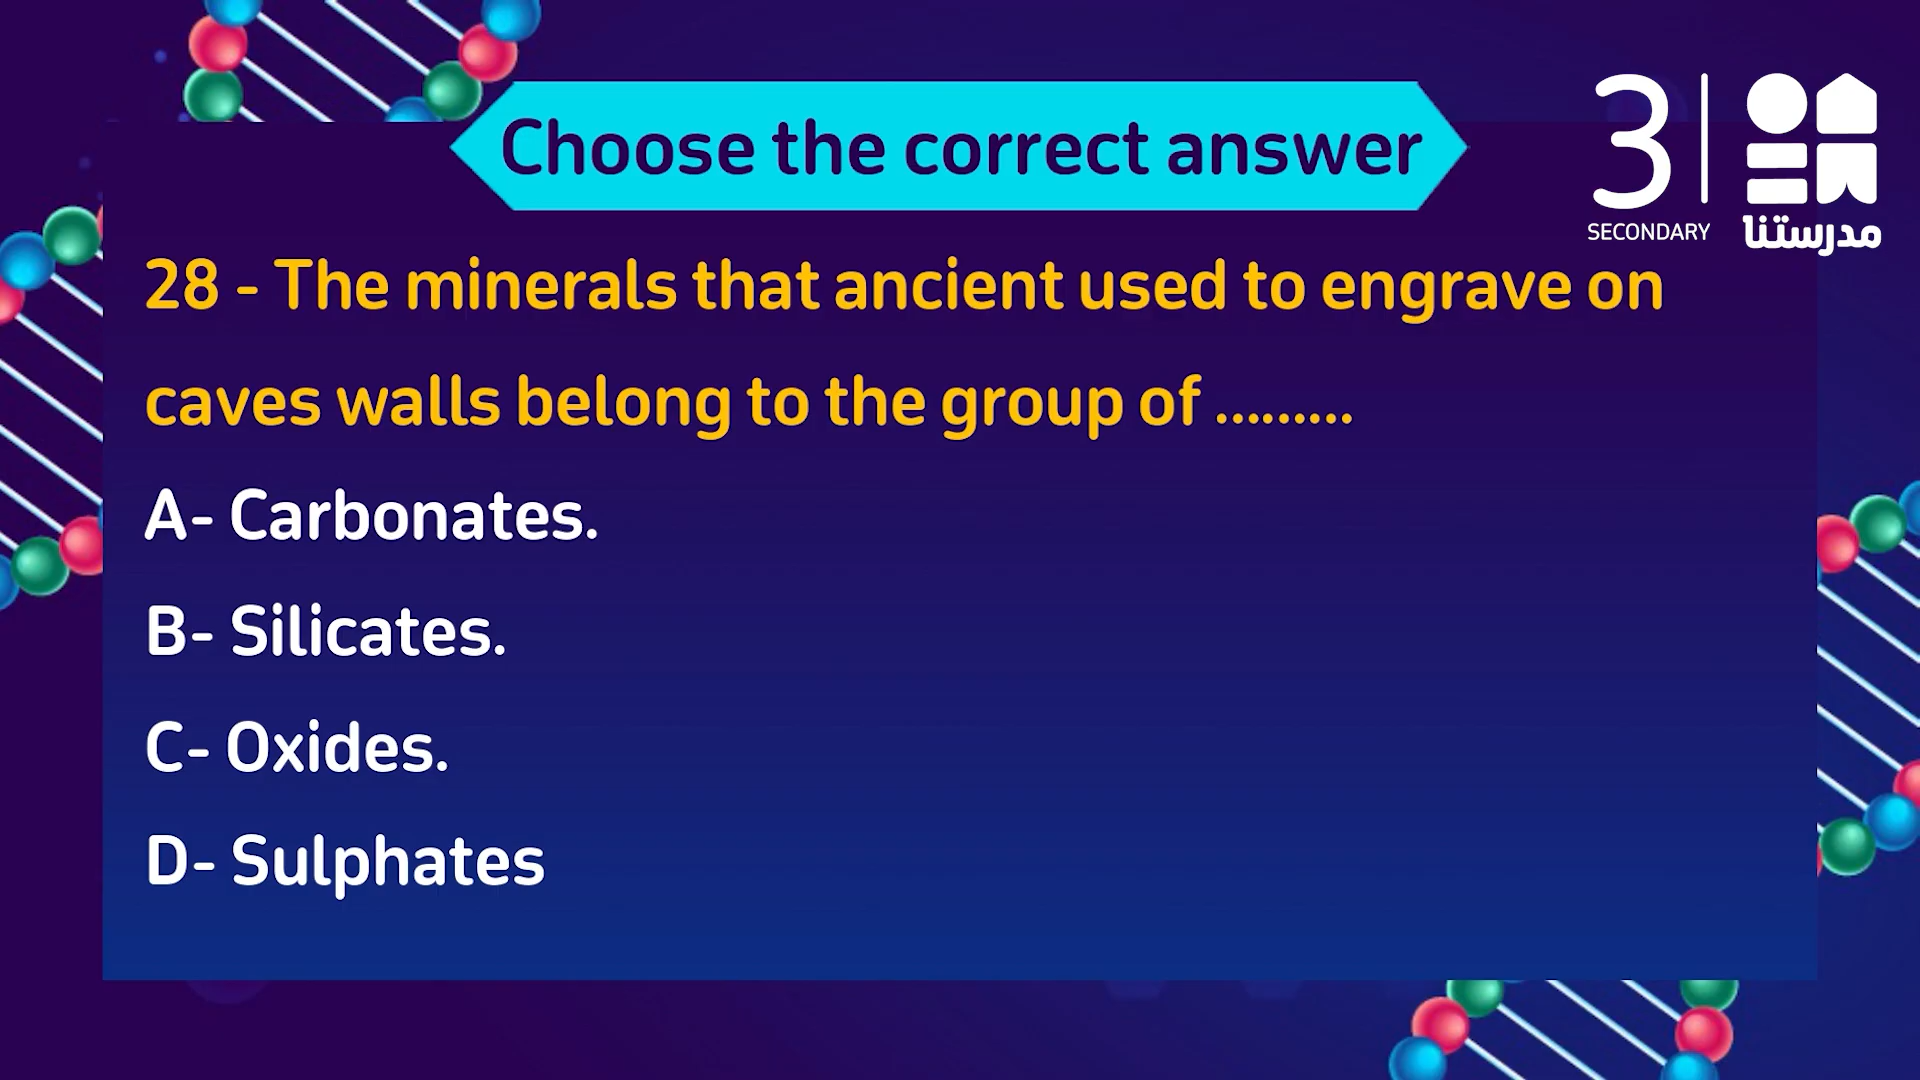 Choose the correct answer
3
SECONDARY
مدرستنا
28 - The minerals that ancient used to engrave on
caves walls belong to the group of .........
A- Carbonates.
B- Silicates.
C- Oxides.
D- Sulphates